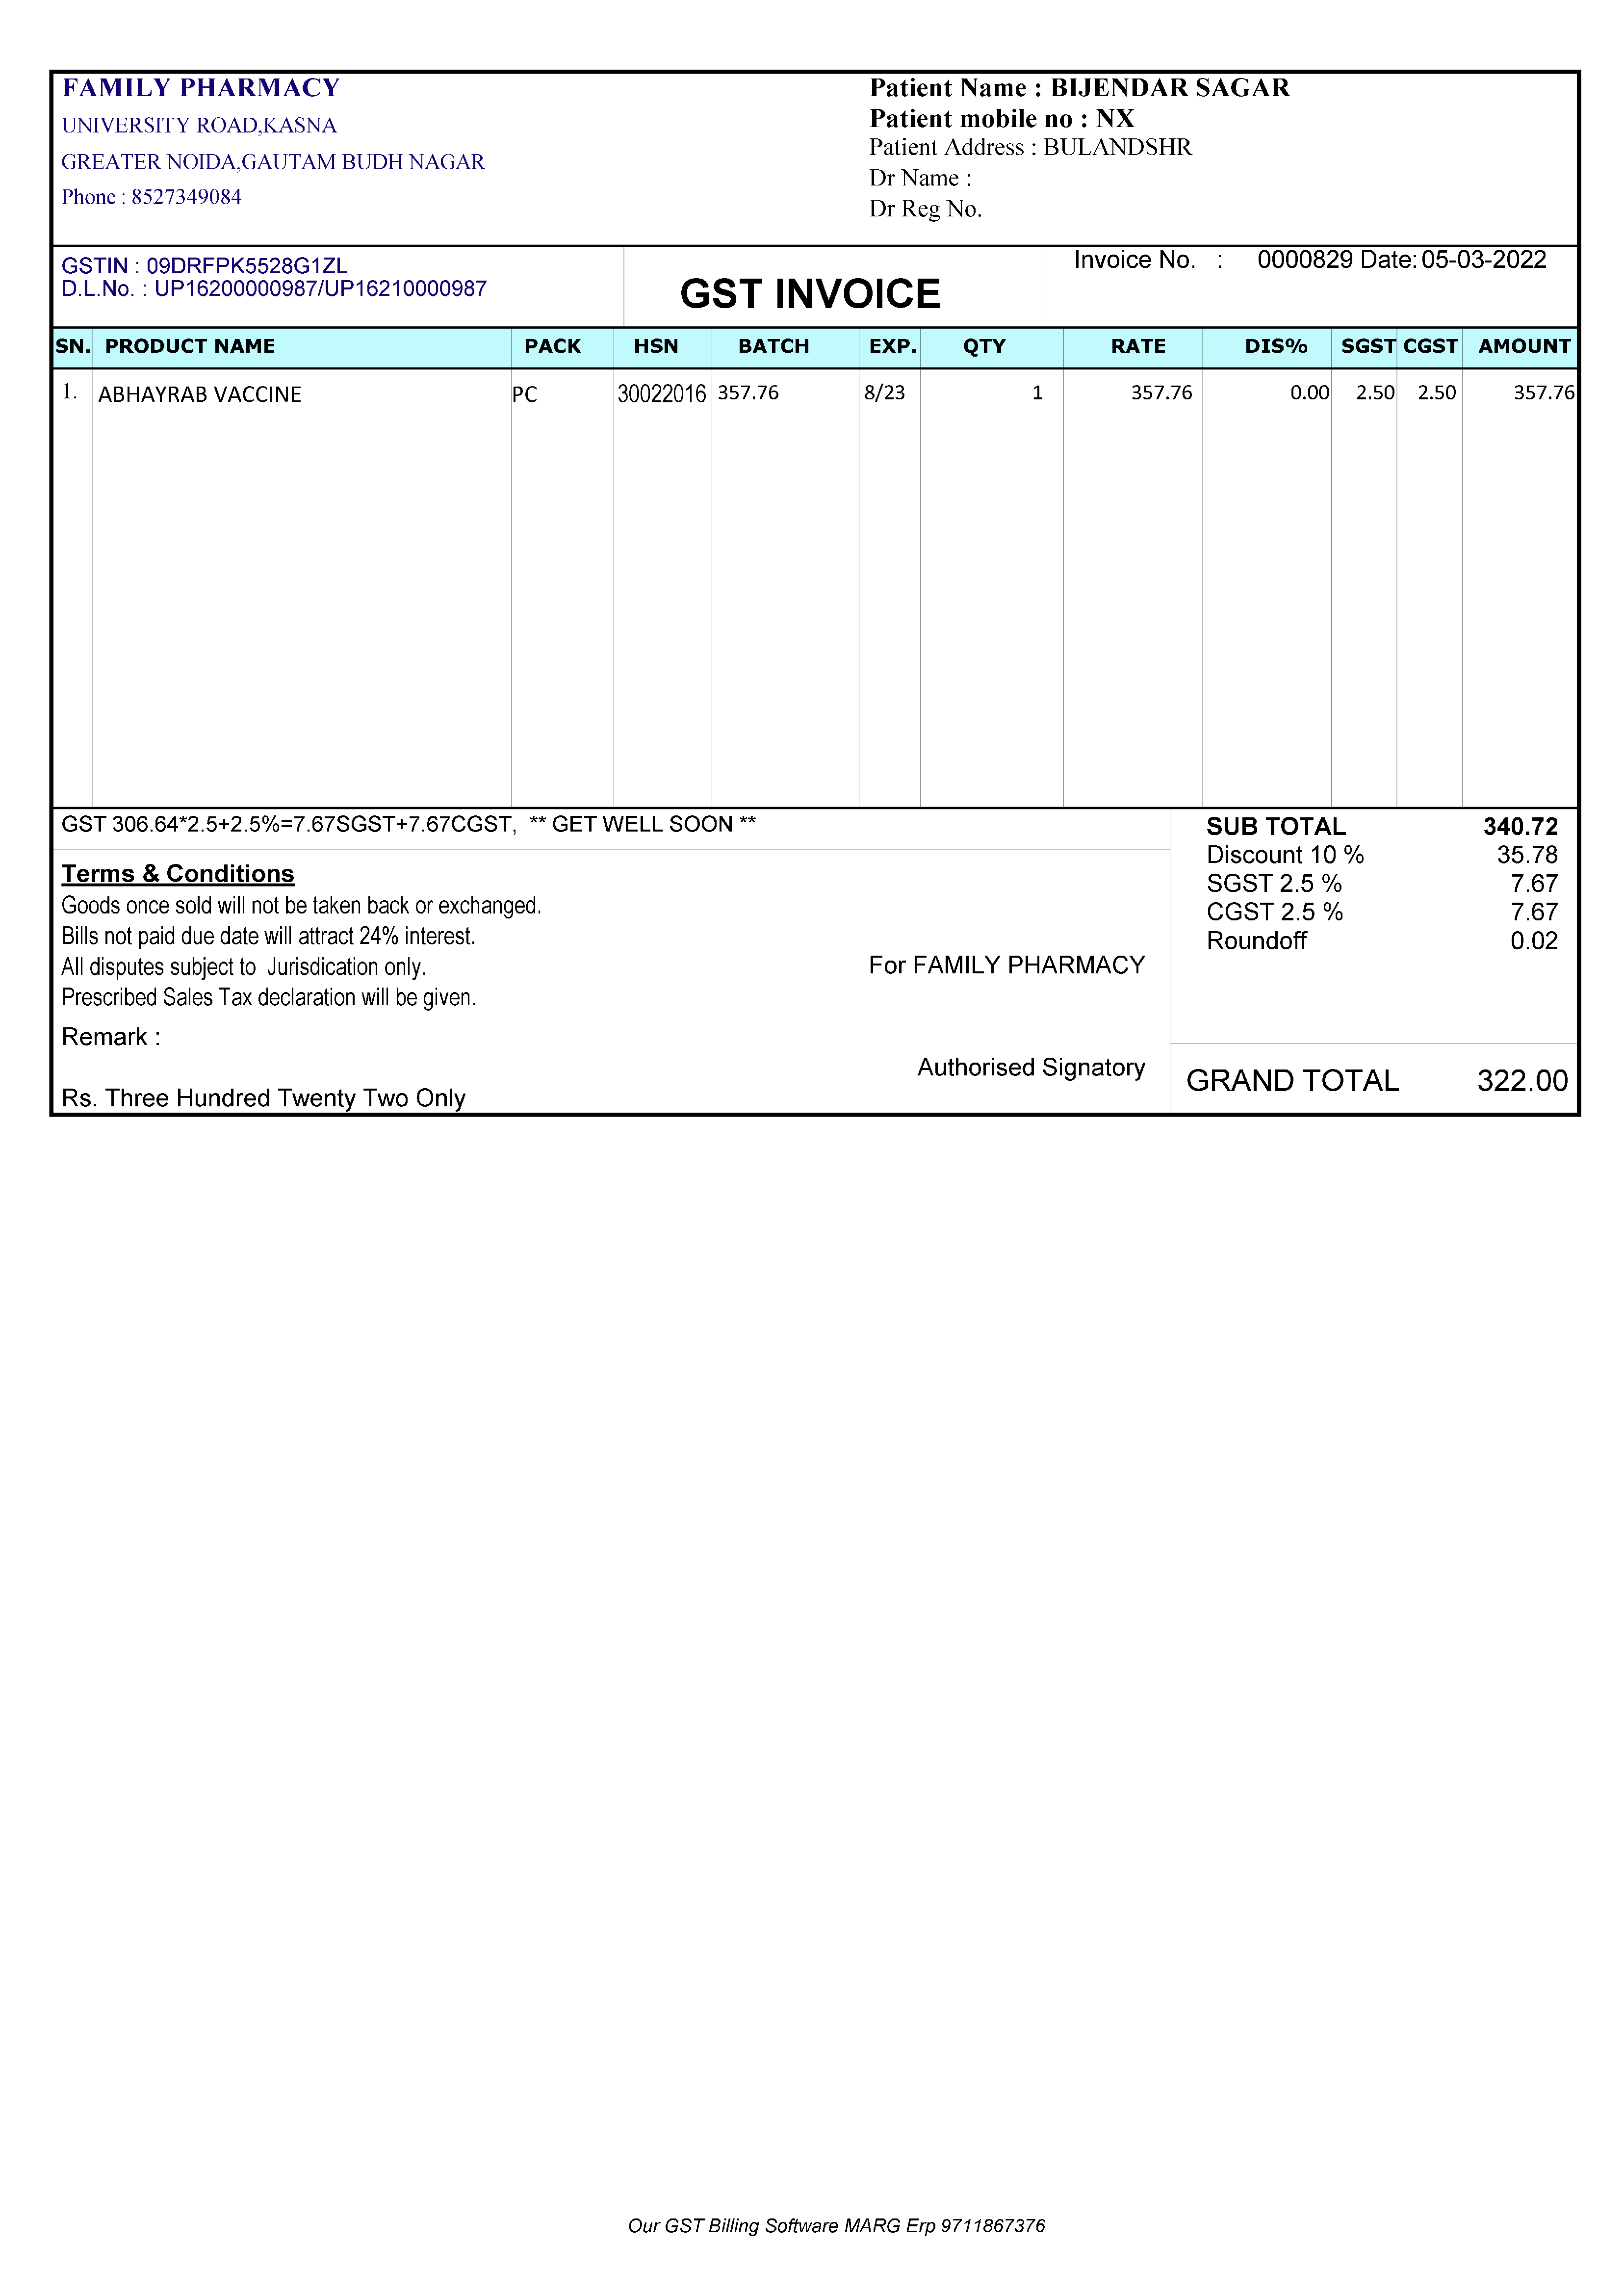 FAMILY PHARMACY
UNIVERSITY ROAD,KASNA
GREATER NOIDA,GAUTAM BUDH NAGAR
Phone : 8527349084
Patient Name : BIJENDAR SAGAR
Patient mobile no : NX
Patient Address : BULANDSHR
Dr Name :
Dr Reg No.
GSTIN : 09DRFPK5528G1ZL
D.L.No. : UP16200000987/UP16210000987
GST INVOICE
Invoice No. : 0000829 Date: 05-03-2022
SN. PRODUCT NAME PACK HSN BATCH EXP. QTY RATE DIS% SGST CGST AMOUNT
1. ABHAYRAB VACCINE PC 30022016 357.76 8/23 1 357.76 0.00 2.50 2.50 357.76
GST 306.64*2.5+2.5%=7.67SGST+7.67CGST, ** GET WELL SOON **
Terms & Conditions
Goods once sold will not be taken back or exchanged.
Bills not paid due date will attract 24% interest.
All disputes subject to Jurisdication only.
Prescribed Sales Tax declaration will be given.
Remark :
Rs. Three Hundred Twenty Two Only
For FAMILY PHARMACY
Authorised Signatory
SUB TOTAL 340.72
Discount 10 % 35.78
SGST 2.5 % 7.67
CGST 2.5 % 7.67
Roundoff 0.02
GRAND TOTAL 322.00
Our GST Billing Software MARG Erp 9711867376